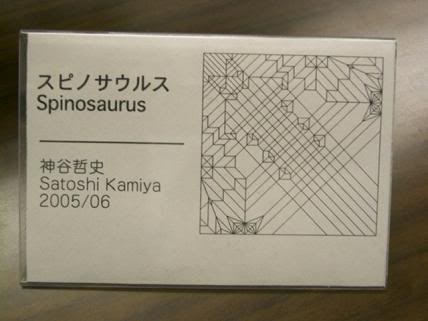 スピノサウルス
Spinosaurus
神谷哲史
Satoshi Kamiya
2005/06